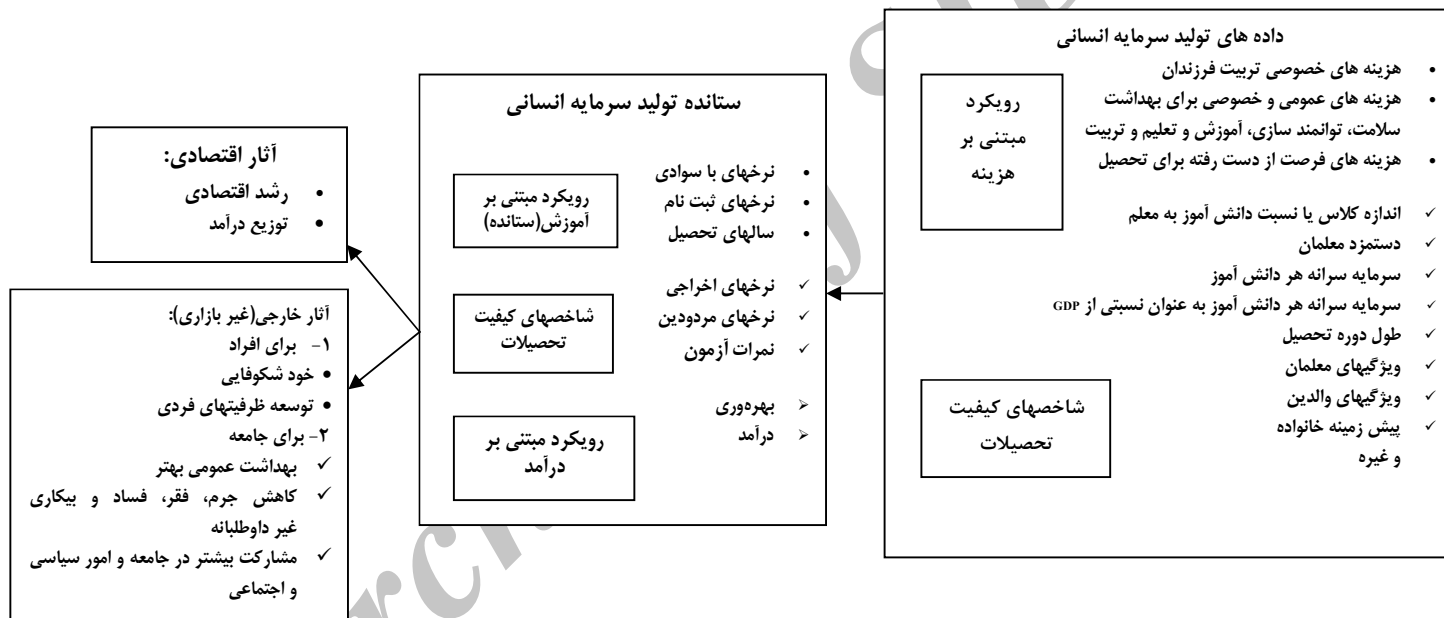 داده های تولید سرمایه انسانی
• هزینه های خصوصی تربیت فرزندان
• هزینه های عمومی و خصوصی برای بهداشت
سلامت، توانمند سازی، آموزش و تعلیم و تربیت
• هزینه های فرصت از دست رفته برای تحصیل
رویکرد
مبتنی بر
هزینه
✓ اندازه کلاس یا نسبت دانش آموز به معلم
✓ دستمزد معلمان
✓ سرمایه سرانه هر دانش آموز
✓ سرمایه سرانه هر دانش آموز به عنوان نسبتی از GDP
✓ طول دوره تحصیل
✓ ویژگیهای معلمان
✓ ویژگیهای والدین
✓ پیش زمینه خانواده
و غیره
شاخصهای کیفیت
تحصیلات
ستانده تولید سرمایه انسانی
• نرخهای با سوادی
• نرخهای ثبت نام
• سالهای تحصیل
رویکرد مبتنی بر
آموزش(ستانده)
✓ نرخهای اخراجی
✓ نرخهای مردودین
✓ نمرات آزمون
شاخصهای کیفیت
تحصیلات
➢ بهره‌وری
➢ درآمد
رویکرد مبتنی بر
درآمد
آثار اقتصادی:
• رشد اقتصادی
• توزیع درآمد
آثار خارجی(غیر بازاری):
۱- برای افراد
• خود شکوفایی
• توسعه ظرفیتهای فردی
۲- برای جامعه
✓ بهداشت عمومی بهتر
✓ کاهش جرم، فقر، فساد و بیکاری
غیر داوطلبانه
✓ مشارکت بیشتر در جامعه و امور سیاسی
و اجتماعی